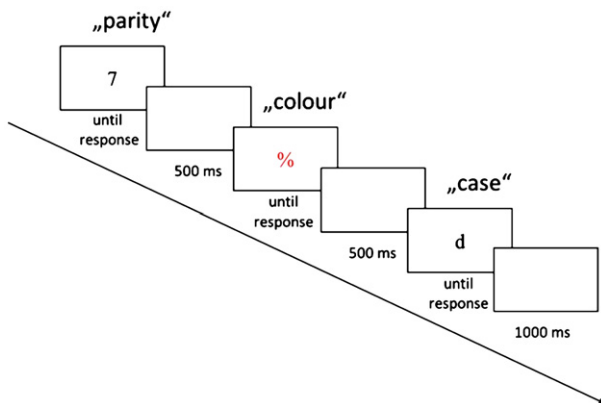 „parity“
7
until
response
500 ms
„colour“
%
until
response
500 ms
„case“
d
until
response
1000 ms